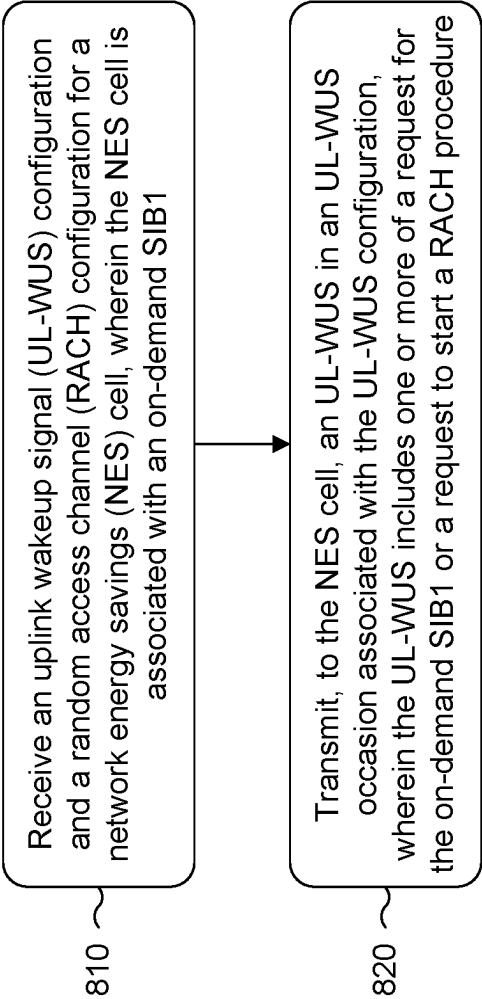 Receive an uplink wakeup signal (UL-WUS) configuration
and a random access channel (RACH) configuration for a
network energy savings (NES) cell, wherein the NES cell is
associated with an on-demand SIB1
810
Transmit, to the NES cell, an UL-WUS in an UL-WUS
occasion associated with the UL-WUS configuration,
wherein the UL-WUS includes one or more of a request for
the on-demand SIB1 or a request to start a RACH procedure
820